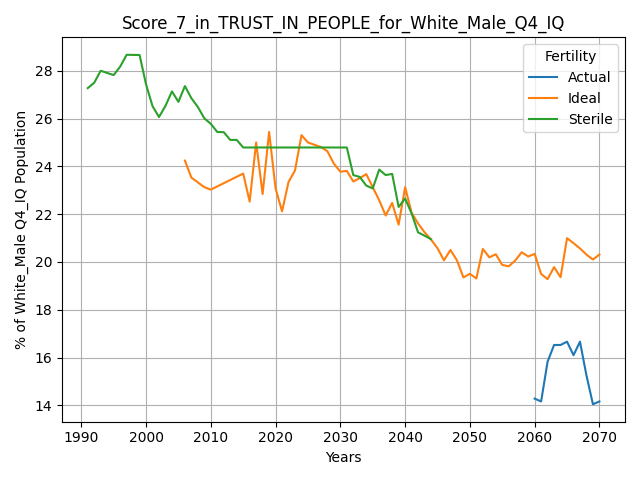 Score_7_in_TRUST_IN_PEOPLE_for_White_Male_Q4_IQ
Fertility
Actual
Ideal
Sterile
% of White_Male Q4_IQ Population
28
26
24
22
20
18
16
14
1990 2000 2010 2020 2030 2040 2050 2060 2070
Years